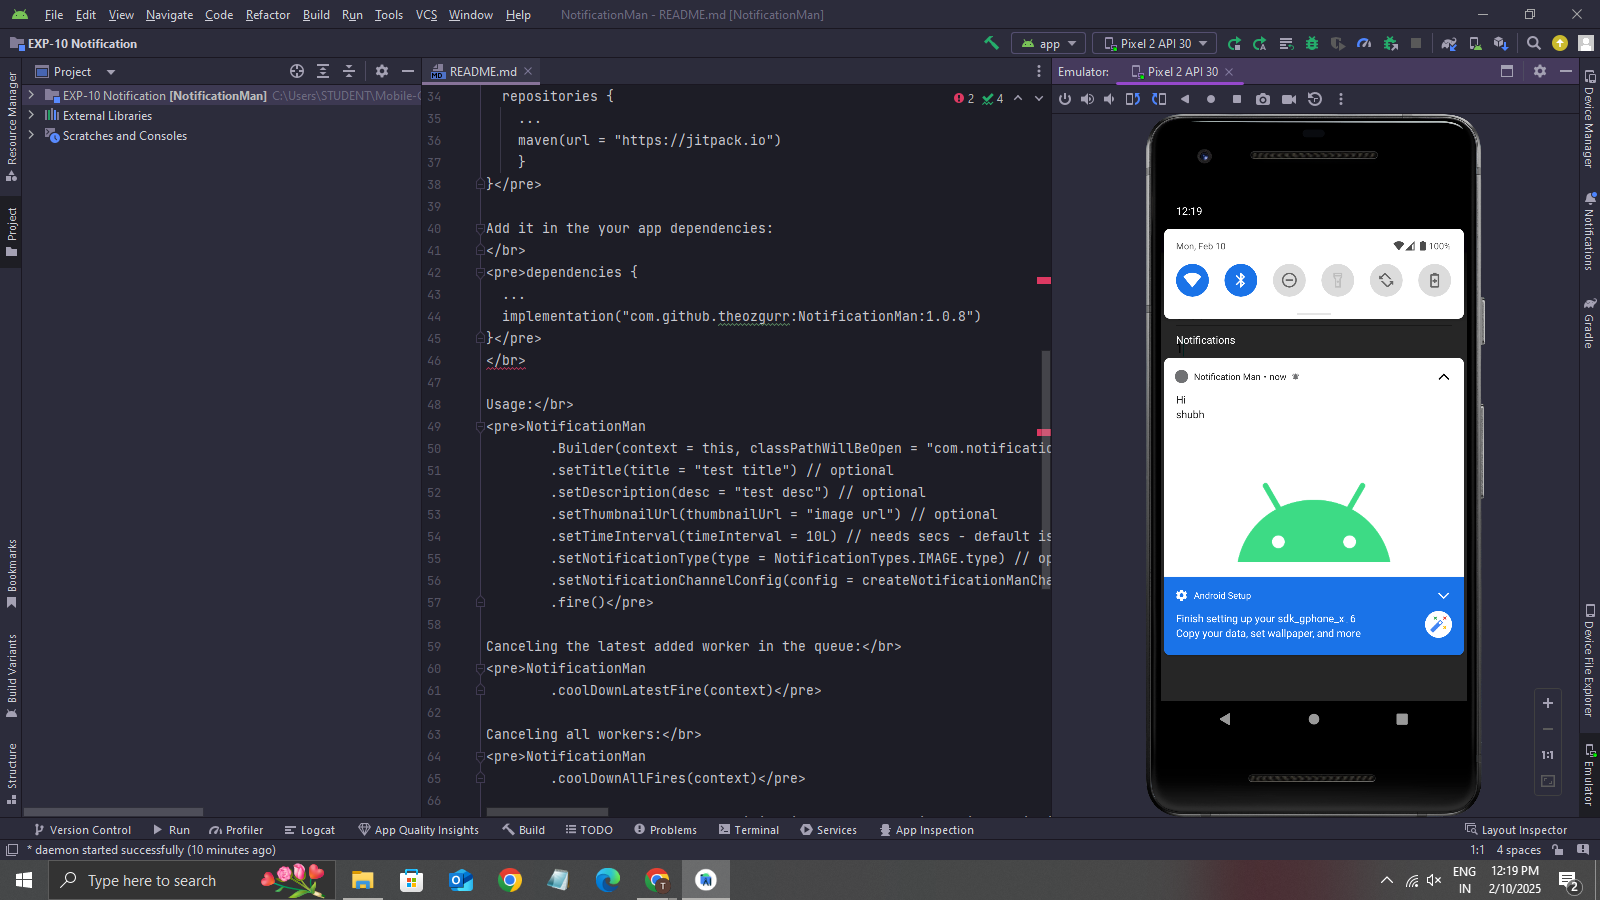 File Edit View Navigate Code Refactor Build Run Tools VCS Window Help NotificationMan - README.md [NotificationMan]
EXP-10 Notification
app
Pixel 2 API 30
Resource Manager
Project
Bookmarks
Build Variants
Structure
Project
EXP-10 Notification [NotificationMan] C:\Users\STUDENT\Mobile-C
External Libraries
Scratches and Consoles
README.md
2 4
34 repositories {
35 ...
36 maven(url = "https://jitpack.io")
37 }
38 }</pre>
39
40 Add it in the your app dependencies:
41 </br>
42 <pre>dependencies {
43 ...
44 implementation("com.github.theozgurr:NotificationMan:1.0.8")
45 }</pre>
46 </br>
47
48 Usage:</br>
49 <pre>NotificationMan
50 .Builder(context = this, classPathWillBeOpen = "com.notificatio
51 .setTitle(title = "test title") // optional
52 .setDescription(desc = "test desc") // optional
53 .setThumbnailUrl(thumbnailUrl = "image url") // optional
54 .setTimeInterval(timeInterval = 10L) // needs secs - default is
55 .setNotificationType(type = NotificationTypes.IMAGE.type) // op
56 .setNotificationChannelConfig(config = createNotificationManCha
57 .fire()</pre>
58
59 Canceling the latest added worker in the queue:</br>
60 <pre>NotificationMan
61 .coolDownLatestFire(context)</pre>
62
63 Canceling all workers:</br>
64 <pre>NotificationMan
65 .coolDownAllFires(context)</pre>
66
Emulator: Pixel 2 API 30
12:19
Mon, Feb 10
100%
Notifications
Notification Man • now
Hi
shubh
Android Setup
Finish setting up your sdk_gphone_x 6
Copy your data, set wallpaper, and more
1:1
Device Manager
Notifications
Gradle
Device File Explorer
Emulator
Version Control Run Profiler Logcat App Quality Insights Build TODO Problems Terminal Services App Inspection Layout Inspector
* daemon started successfully (10 minutes ago)
1:1 4 spaces
Type here to search
T
ENG
IN
12:19 PM
2/10/2025
2